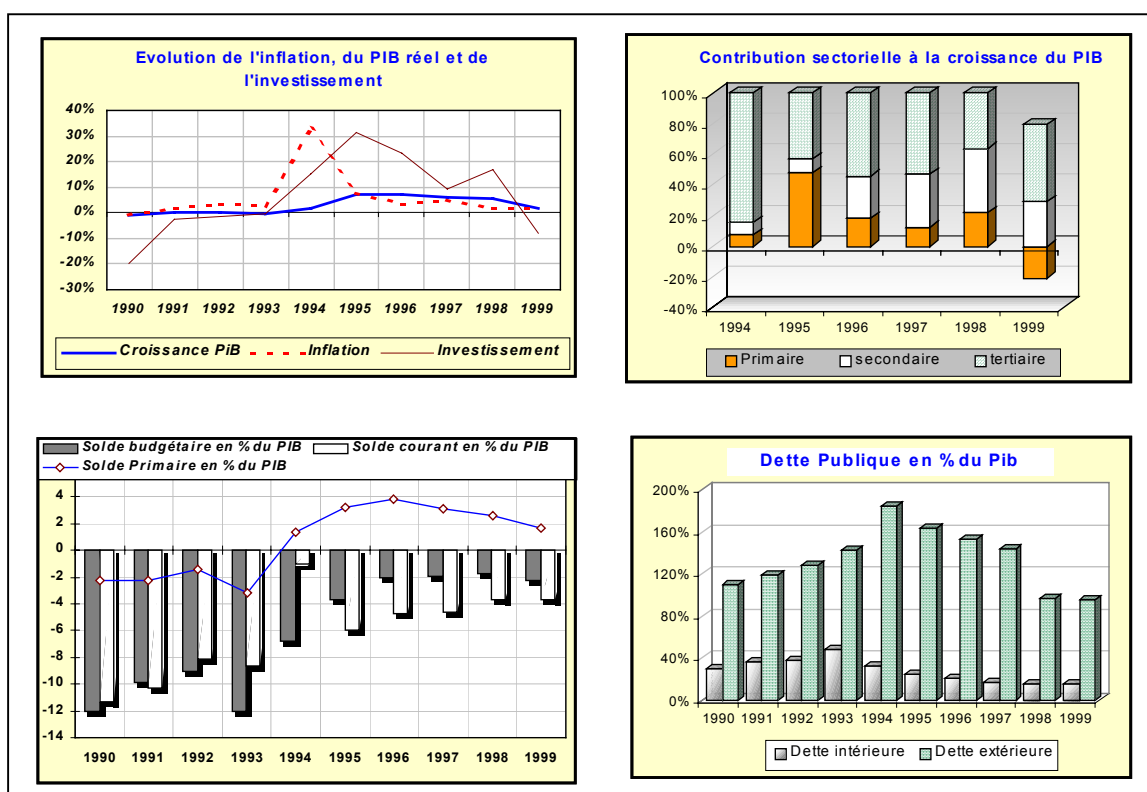 Evolution de l'inflation, du PIB réel et de
l'investissement
40%
30%
20%
10%
0%
-10%
-20%
-30%
1990 1991 1992 1993 1994 1995 1996 1997 1998 1999
Croissance PiB Inflation Investissement
Contribution sectorielle à la croissance du PIB
100%
80%
60%
40%
20%
0%
-20%
-40%
1994 1995 1996 1997 1998 1999
Primaire secondaire tertiaire
Solde budgétaire en % du PIB Solde courant en % du PIB
Solde Primaire en % du PIB
4
2
0
-2
-4
-6
-8
-10
-12
-14
1990 1991 1992 1993 1994 1995 1996 1997 1998 1999
Dette Publique en % du Pib
200%
160%
120%
80%
40%
0%
1990 1991 1992 1993 1994 1995 1996 1997 1998 1999
Dette intérieure Dette extérieure